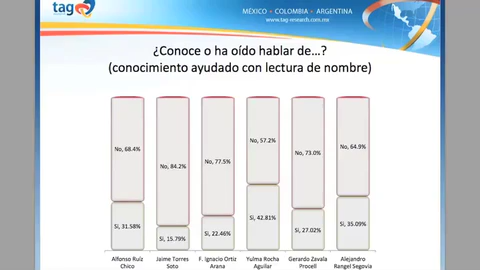 tag
MÉXICO • COLOMBIA • ARGENTINA
www.tag-research.com.mx
¿Conoce o ha oído hablar de...?
(conocimiento ayudado con lectura de nombre)
No, 68.4%
No, 84.2%
No, 77.5%
No, 57.2%
No, 73.0%
No, 64.9%
Si, 31.58%
Si, 15.79%
Si, 22.46%
Si, 42.81%
Si, 27.02%
Si, 35.09%
Alfonso Ruíz Chico
Jaime Torres Soto
F. Ignacio Ortiz Arana
Yulma Rocha Aguilar
Gerardo Zavala Procell
Alejandro Rangel Segovia